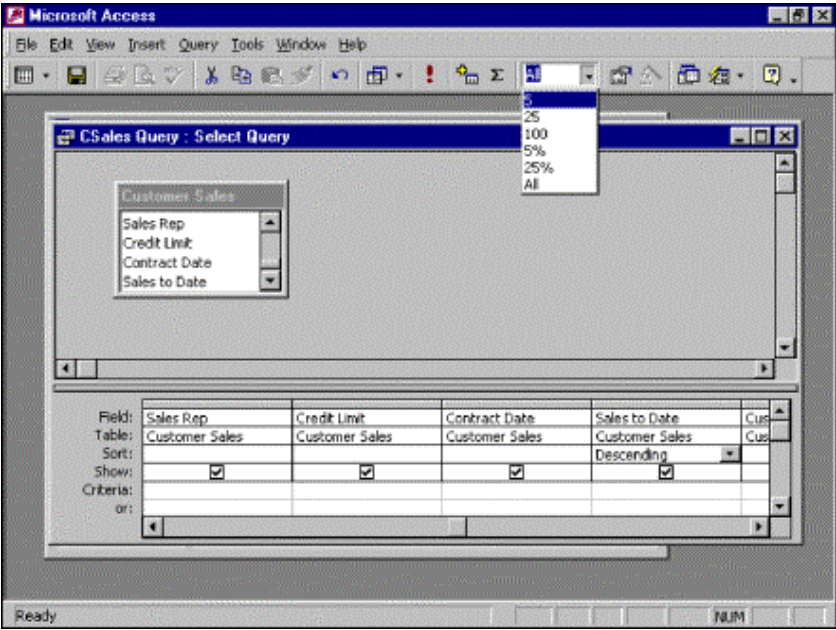 Microsoft Access
File Edit View Insert Query Tools Window Help
All
5
25
100
5%
25%
All
CSales Query : Select Query
Customer Sales
Sales Rep
Credit Limit
Contract Date
Sales to Date
Field: Sales Rep Credit Limit Contract Date Sales to Date Cus
Table: Customer Sales Customer Sales Customer Sales Customer Sales Cus
Sort: Descending
Show:
Criteria:
or:
Ready NUM